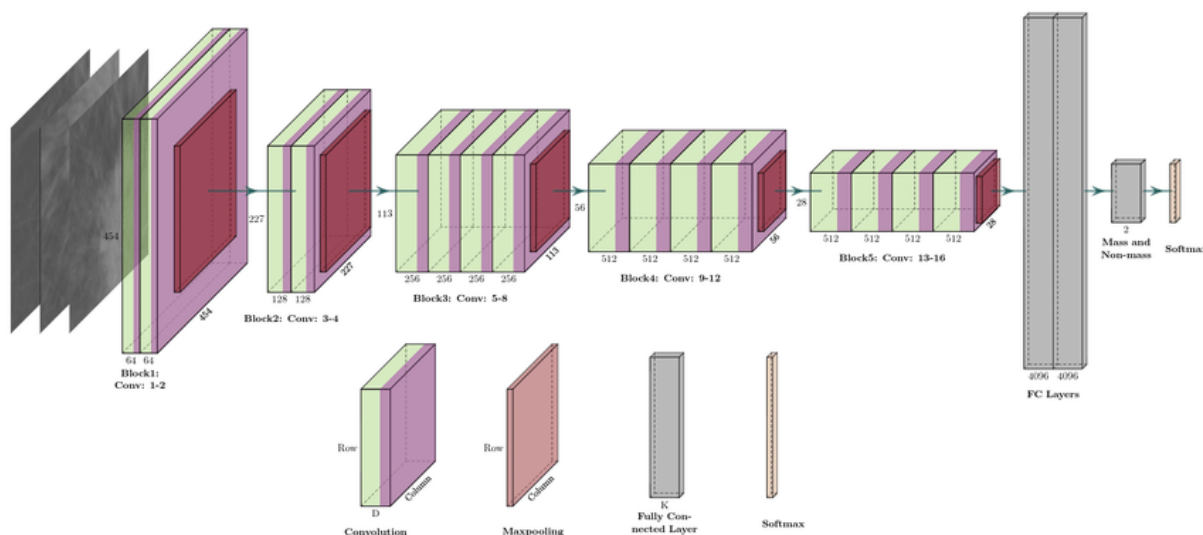 454
64 64
454
Block1:
Conv: 1-2
227
128 128
227
Block2: Conv: 3-4
113
256 256 256 256
113
Block3: Conv: 5-8
56
512 512 512 512
56
Block4: Conv: 9-12
28
512 512 512 512
28
Block5: Conv: 13-16
4096 4096
FC Layers
2
Mass and
Non-mass
Softmax
Row
Column
D
Convolution
Row
Column
Maxpooling
K
Fully Con-
nected Layer
Softmax